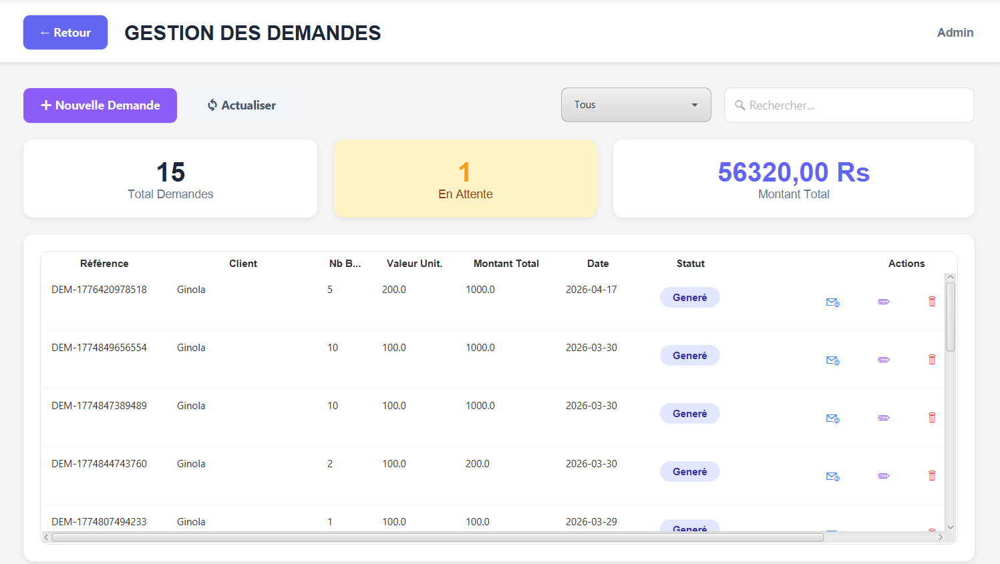 ← Retour GESTION DES DEMANDES Admin
+ Nouvelle Demande Actualiser Tous Rechercher...
15 1 56320,00 Rs
Total Demandes En Attente Montant Total
Référence Client Nb B... Valeur Unit. Montant Total Date Statut Actions
DEM-1776420978518 Ginola 5 200.0 1000.0 2026-04-17 Generé
DEM-1774849656554 Ginola 10 100.0 1000.0 2026-03-30 Generé
DEM-1774847389489 Ginola 10 100.0 1000.0 2026-03-30 Generé
DEM-1774844743760 Ginola 2 100.0 200.0 2026-03-30 Generé
DEM-1774807494233 Ginola 1 100.0 100.0 2026-03-29 Generé